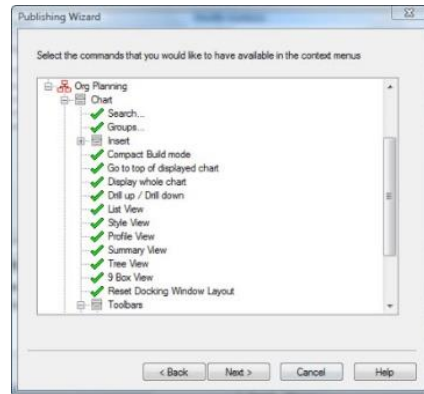 Publishing Wizard
Select the commands that you would like to have available in the context menus
Org Planning
Chart
Search...
Groups...
Insert
Compact Build mode
Go to top of displayed chart
Display whole chart
Drill up / Drill down
List View
Style View
Profile View
Summary View
Tree View
9 Box View
Reset Docking Window Layout
Toolbars
< Back Next > Cancel Help